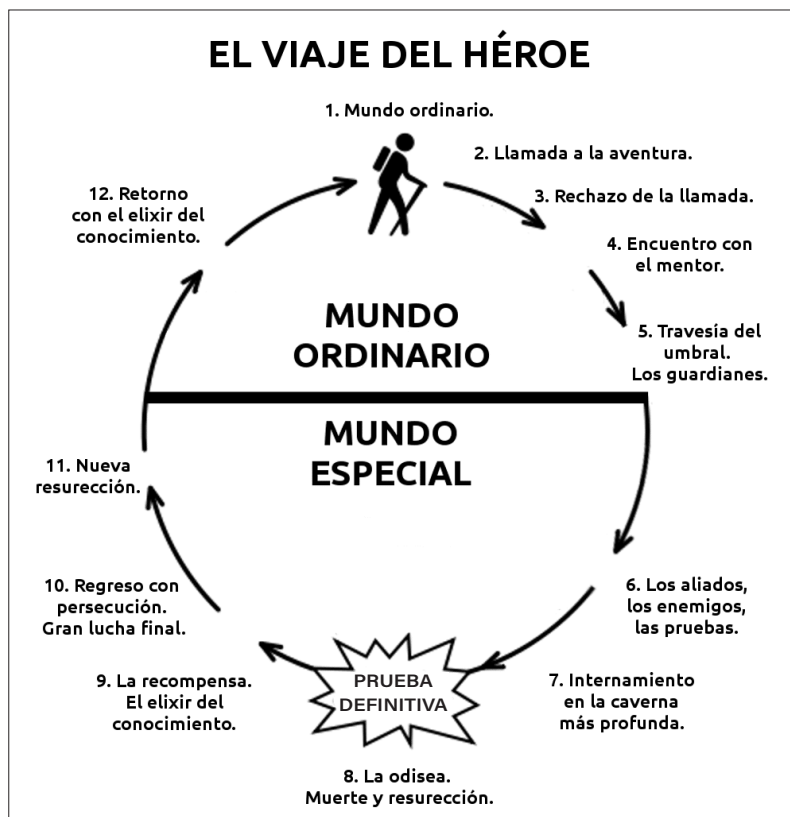 EL VIAJE DEL HÉROE
1. Mundo ordinario.
2. Llamada a la aventura.
3. Rechazo de la llamada.
4. Encuentro con
el mentor.
5. Travesía del
umbral.
Los guardianes.
MUNDO
ORDINARIO
MUNDO
ESPECIAL
6. Los aliados,
los enemigos,
las pruebas.
7. Internamiento
en la caverna
más profunda.
PRUEBA
DEFINITIVA
8. La odisea.
Muerte y resurección.
9. La recompensa.
El elixir del
conocimiento.
10. Regreso con
persecución.
Gran lucha final.
11. Nueva
resurección.
12. Retorno
con el elixir del
conocimiento.